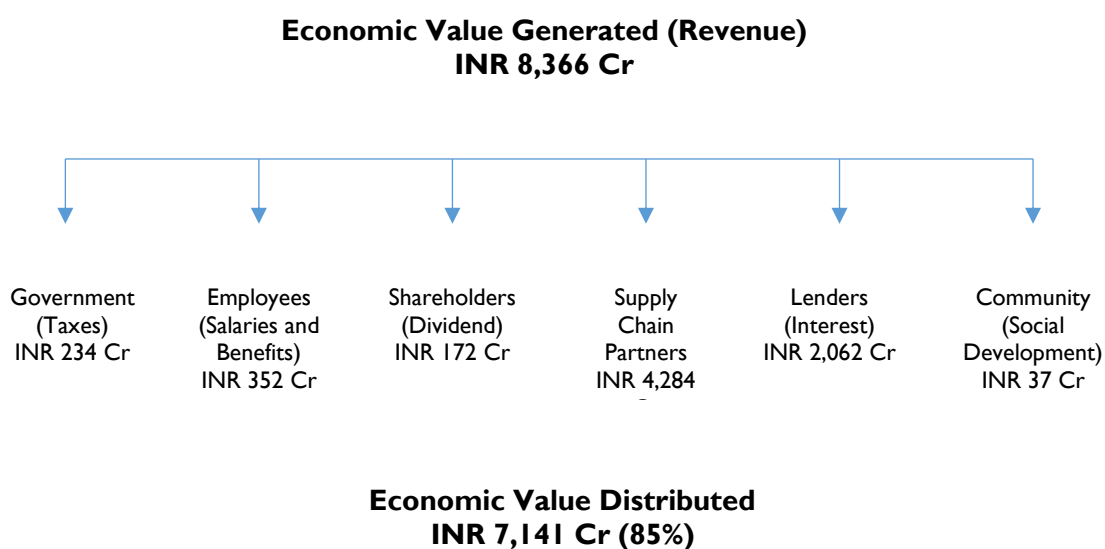 Economic Value Generated (Revenue)
INR 8,366 Cr
Government
(Taxes)
INR 234 Cr
Employees
(Salaries and
Benefits)
INR 352 Cr
Shareholders
(Dividend)
INR 172 Cr
Supply
Chain
Partners
INR 4,284
Lenders
(Interest)
INR 2,062 Cr
Community
(Social
Development)
INR 37 Cr
Economic Value Distributed
INR 7,141 Cr (85%)